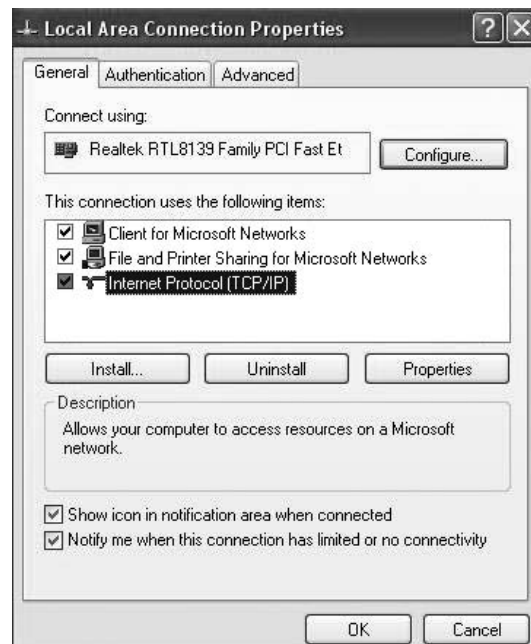 Local Area Connection Properties
General Authentication Advanced
Connect using:
Realtek RTL8139 Family PCI Fast Et Configure...
This connection uses the following items:
Client for Microsoft Networks
File and Printer Sharing for Microsoft Networks
Internet Protocol (TCP/IP)
Install... Uninstall Properties
Description
Allows your computer to access resources on a Microsoft
network.
Show icon in notification area when connected
Notify me when this connection has limited or no connectivity
OK Cancel